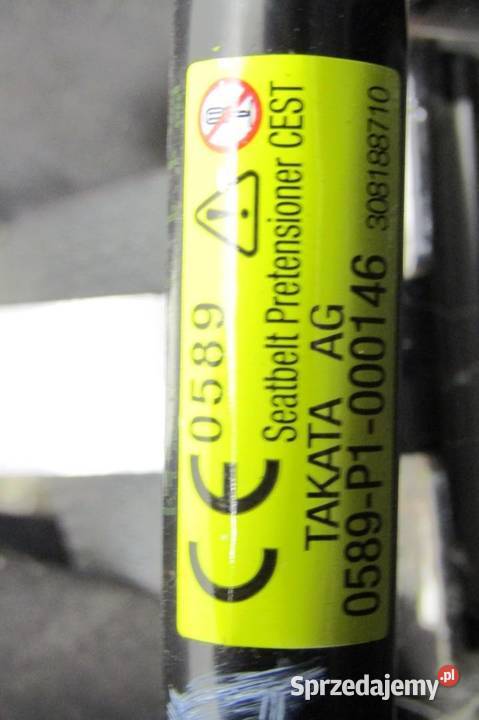 CE 0589
Seatbelt Pretensioner CEST
TAKATA AG
0589-P1-000146 308188710
Sprzedajemy.pl